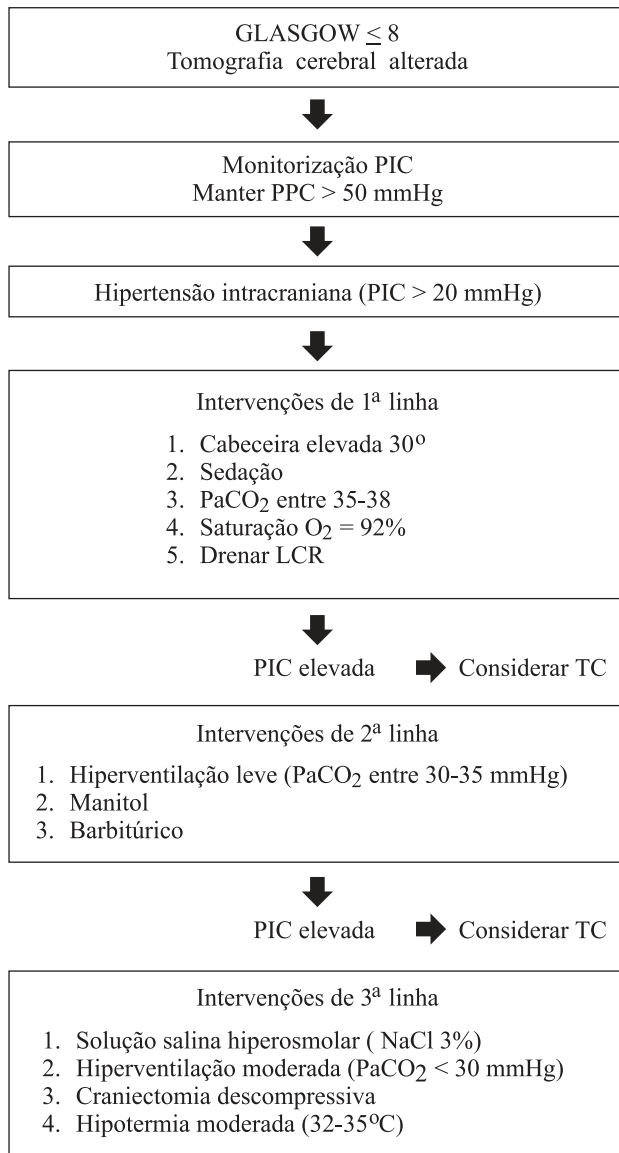 GLASGOW ≤ 8
Tomografia cerebral alterada
Monitorização PIC
Manter PPC > 50 mmHg
Hipertensão intracraniana (PIC > 20 mmHg)
Intervenções de 1ª linha
1. Cabeceira elevada 30º
2. Sedação
3. PaCO₂ entre 35-38
4. Saturação O₂ = 92%
5. Drenar LCR
PIC elevada Considerar TC
Intervenções de 2ª linha
1. Hiperventilação leve (PaCO₂ entre 30-35 mmHg)
2. Manitol
3. Barbitúrico
PIC elevada Considerar TC
Intervenções de 3ª linha
1. Solução salina hiperosmolar ( NaCl 3%)
2. Hiperventilação moderada (PaCO₂ < 30 mmHg)
3. Craniectomia descompressiva
4. Hipotermia moderada (32-35ºC)